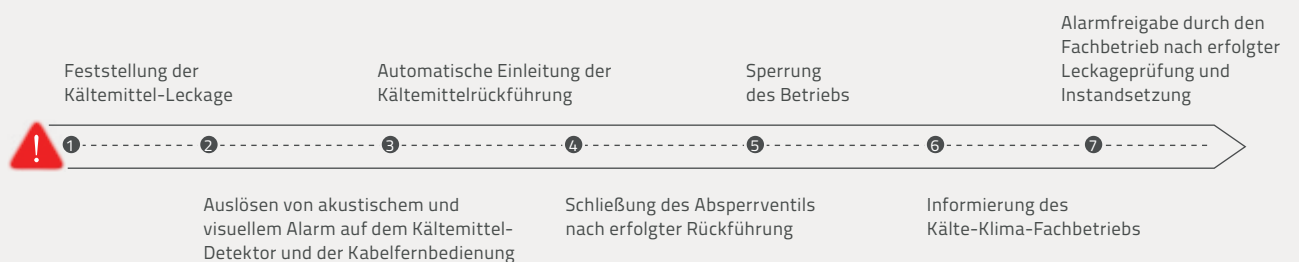 !
1
Feststellung der
Kältemittel-Leckage
2
Auslösen von akustischem und
visuellem Alarm auf dem Kältemittel-
Detektor und der Kabelfernbedienung
3
Automatische Einleitung der
Kältemittelrückführung
4
Schließung des Absperrventils
nach erfolgter Rückführung
5
Sperrung
des Betriebs
6
Informierung des
Kälte-Klima-Fachbetriebs
7
Alarmfreigabe durch den
Fachbetrieb nach erfolgter
Leckageprüfung und
Instandsetzung